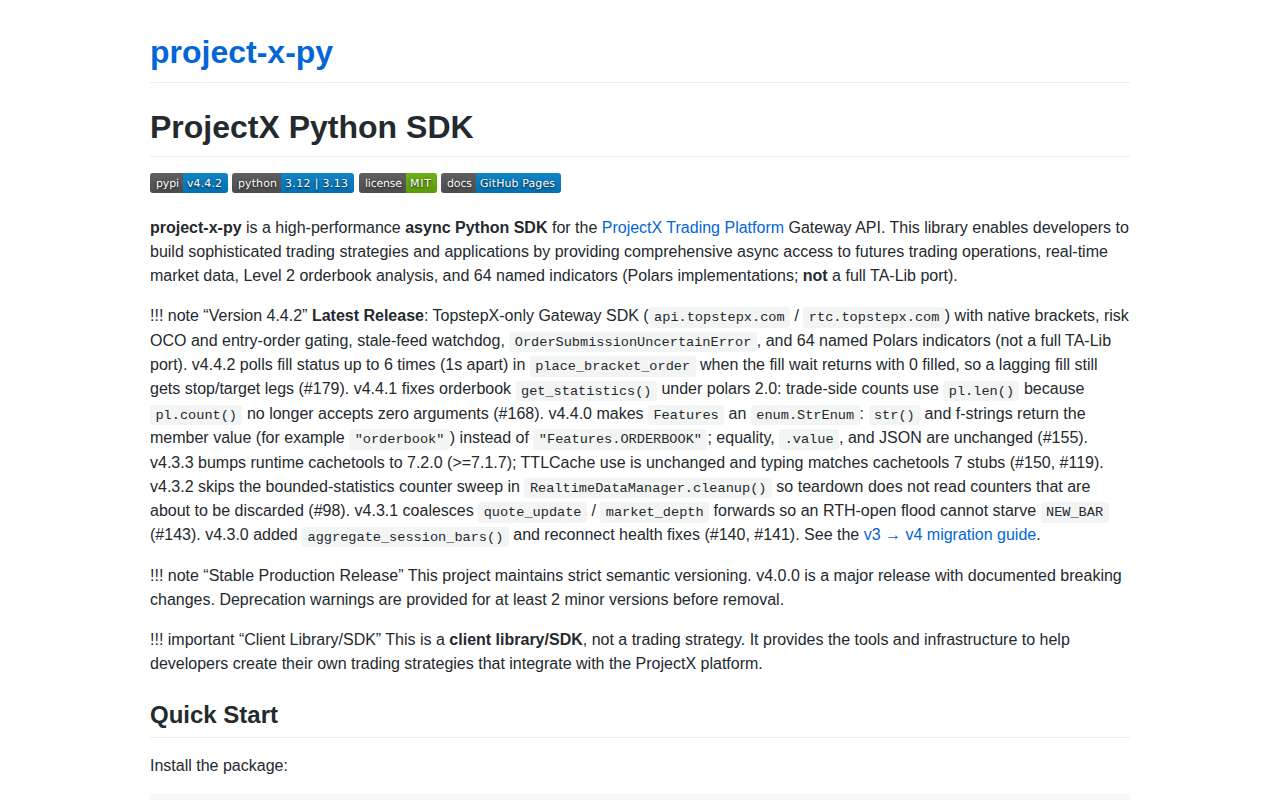 project-x-py
ProjectX Python SDK
pypi v4.4.2 python 3.12 | 3.13 license MIT docs GitHub Pages
project-x-py is a high-performance async Python SDK for the ProjectX Trading Platform Gateway API. This library enables developers to
build sophisticated trading strategies and applications by providing comprehensive async access to futures trading operations, real-time
market data, Level 2 orderbook analysis, and 64 named indicators (Polars implementations; not a full TA-Lib port).
!!! note “Version 4.4.2” Latest Release: TopstepX-only Gateway SDK ( api.topstepx.com / rtc.topstepx.com ) with native brackets, risk
OCO and entry-order gating, stale-feed watchdog, OrderSubmissionUncertainError , and 64 named Polars indicators (not a full TA-Lib
port). v4.4.2 polls fill status up to 6 times (1s apart) in place_bracket_order when the fill wait returns with 0 filled, so a lagging fill still
gets stop/target legs (#179). v4.4.1 fixes orderbook get_statistics() under polars 2.0: trade-side counts use pl.len() because
pl.count() no longer accepts zero arguments (#168). v4.4.0 makes Features an enum.StrEnum : str() and f-strings return the
member value (for example "orderbook" ) instead of "Features.ORDERBOOK" ; equality, .value , and JSON are unchanged (#155).
v4.3.3 bumps runtime cachetools to 7.2.0 (>=7.1.7); TTLCache use is unchanged and typing matches cachetools 7 stubs (#150, #119).
v4.3.2 skips the bounded-statistics counter sweep in RealtimeDataManager.cleanup() so teardown does not read counters that are
about to be discarded (#98). v4.3.1 coalesces quote_update / market_depth forwards so an RTH-open flood cannot starve NEW_BAR
(#143). v4.3.0 added aggregate_session_bars() and reconnect health fixes (#140, #141). See the v3 → v4 migration guide.
!!! note “Stable Production Release” This project maintains strict semantic versioning. v4.0.0 is a major release with documented breaking
changes. Deprecation warnings are provided for at least 2 minor versions before removal.
!!! important “Client Library/SDK” This is a client library/SDK, not a trading strategy. It provides the tools and infrastructure to help
developers create their own trading strategies that integrate with the ProjectX platform.
Quick Start
Install the package: